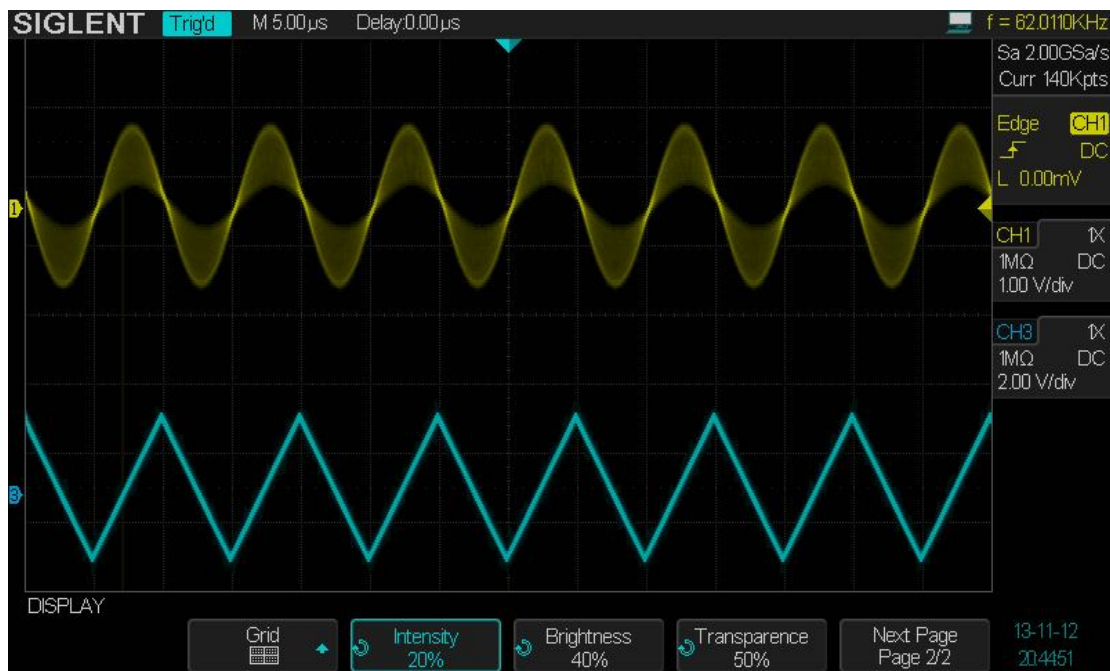 SIGLENT Trig'd M 5.00µs Delay:0.00µs f = 62.0110KHz
Sa 2.00GSa/s
Curr 140Kpts
Edge CH1
DC
L 0.00mV
1
CH1 1X
1MΩ DC
1.00 V/div
CH3 1X
1MΩ DC
2.00 V/div
3
DISPLAY
Grid
Intensity
20%
Brightness
40%
Transparence
50%
Next Page
Page 2/2
13-11-12
20:44:51